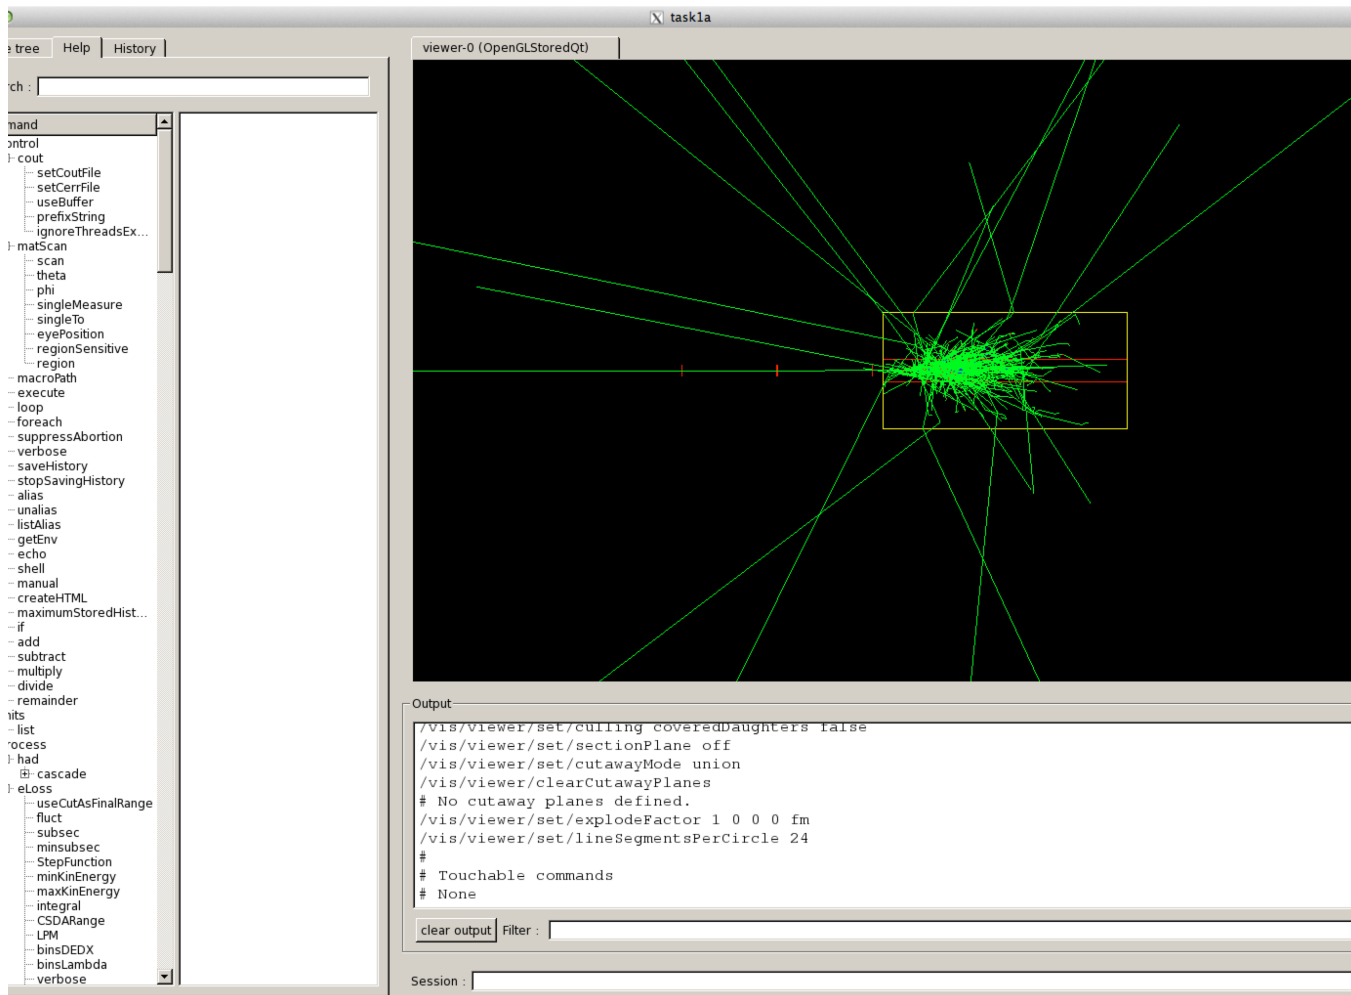 task1a
e tree Help History
rch :
mand
ontrol
cout
setCoutFile
setCerrFile
useBuffer
prefixString
ignoreThreadsEx...
matScan
scan
theta
phi
singleMeasure
singleTo
eyePosition
regionSensitive
region
macroPath
execute
loop
foreach
suppressAbortion
verbose
saveHistory
stopSavingHistory
alias
unalias
listAlias
getEnv
echo
shell
manual
createHTML
maximumStoredHist...
if
add
subtract
multiply
divide
remainder
nits
list
rocess
had
cascade
eLoss
useCutAsFinalRange
fluct
subsec
minsubsec
StepFunction
minKinEnergy
maxKinEnergy
integral
CSDARange
LPM
binsDEDX
binsLambda
verbose
viewer-0 (OpenGLStoredQt)
Output
/vis/viewer/set/culling coveredDaughters false
/vis/viewer/set/sectionPlane off
/vis/viewer/set/cutawayMode union
/vis/viewer/clearCutawayPlanes
# No cutaway planes defined.
/vis/viewer/set/explodeFactor 1 0 0 0 fm
/vis/viewer/set/lineSegmentsPerCircle 24
#
# Touchable commands
# None
clear output Filter :
Session :